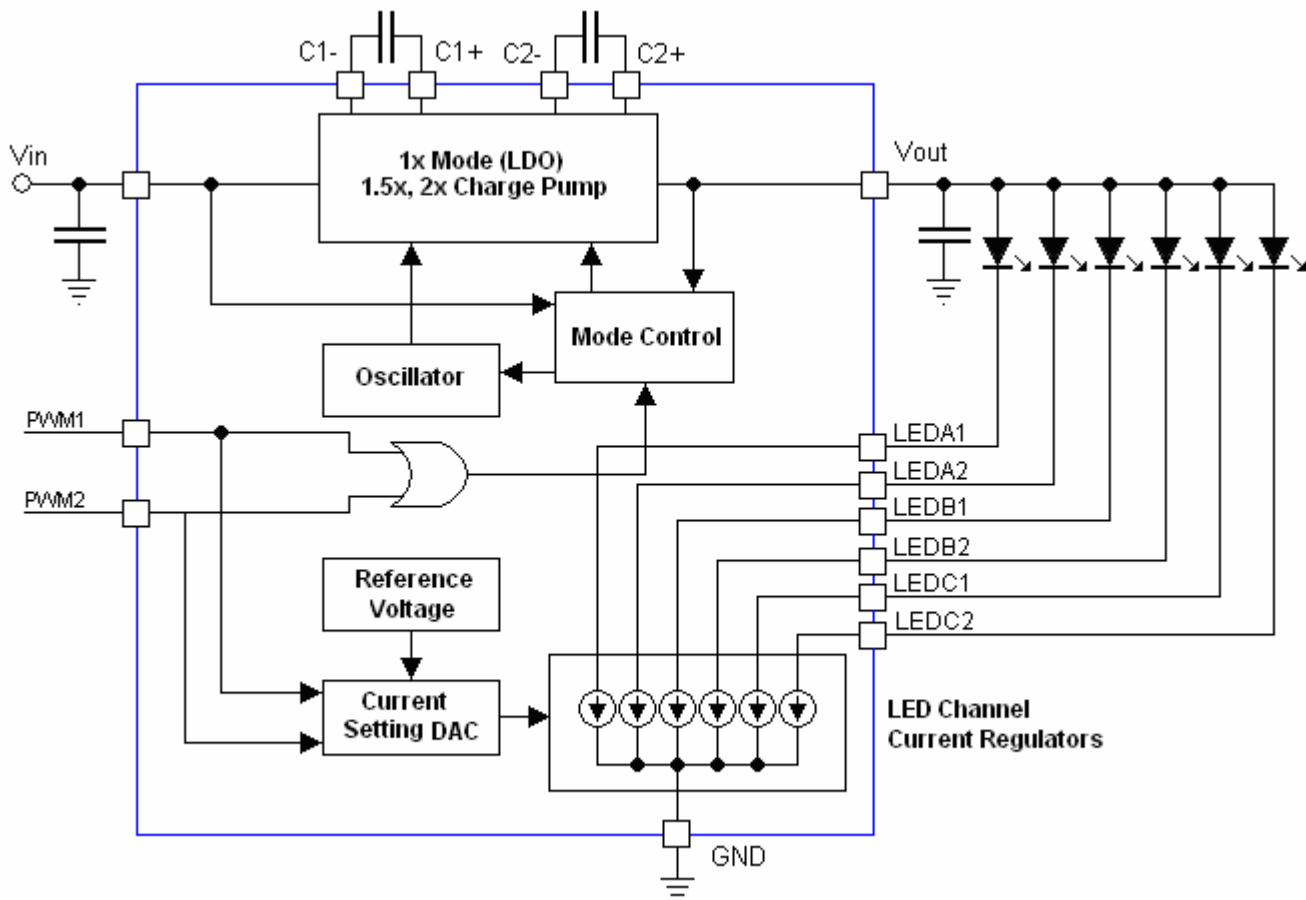 C1-
C1+
C2-
C2+
Vin
1x Mode (LDO)
1.5x, 2x Charge Pump
Vout
Mode Control
Oscillator
PWM1
PWM2
LEDA1
LEDA2
LEDB1
LEDB2
LEDC1
LEDC2
Reference
Voltage
Current
Setting DAC
LED Channel
Current Regulators
GND